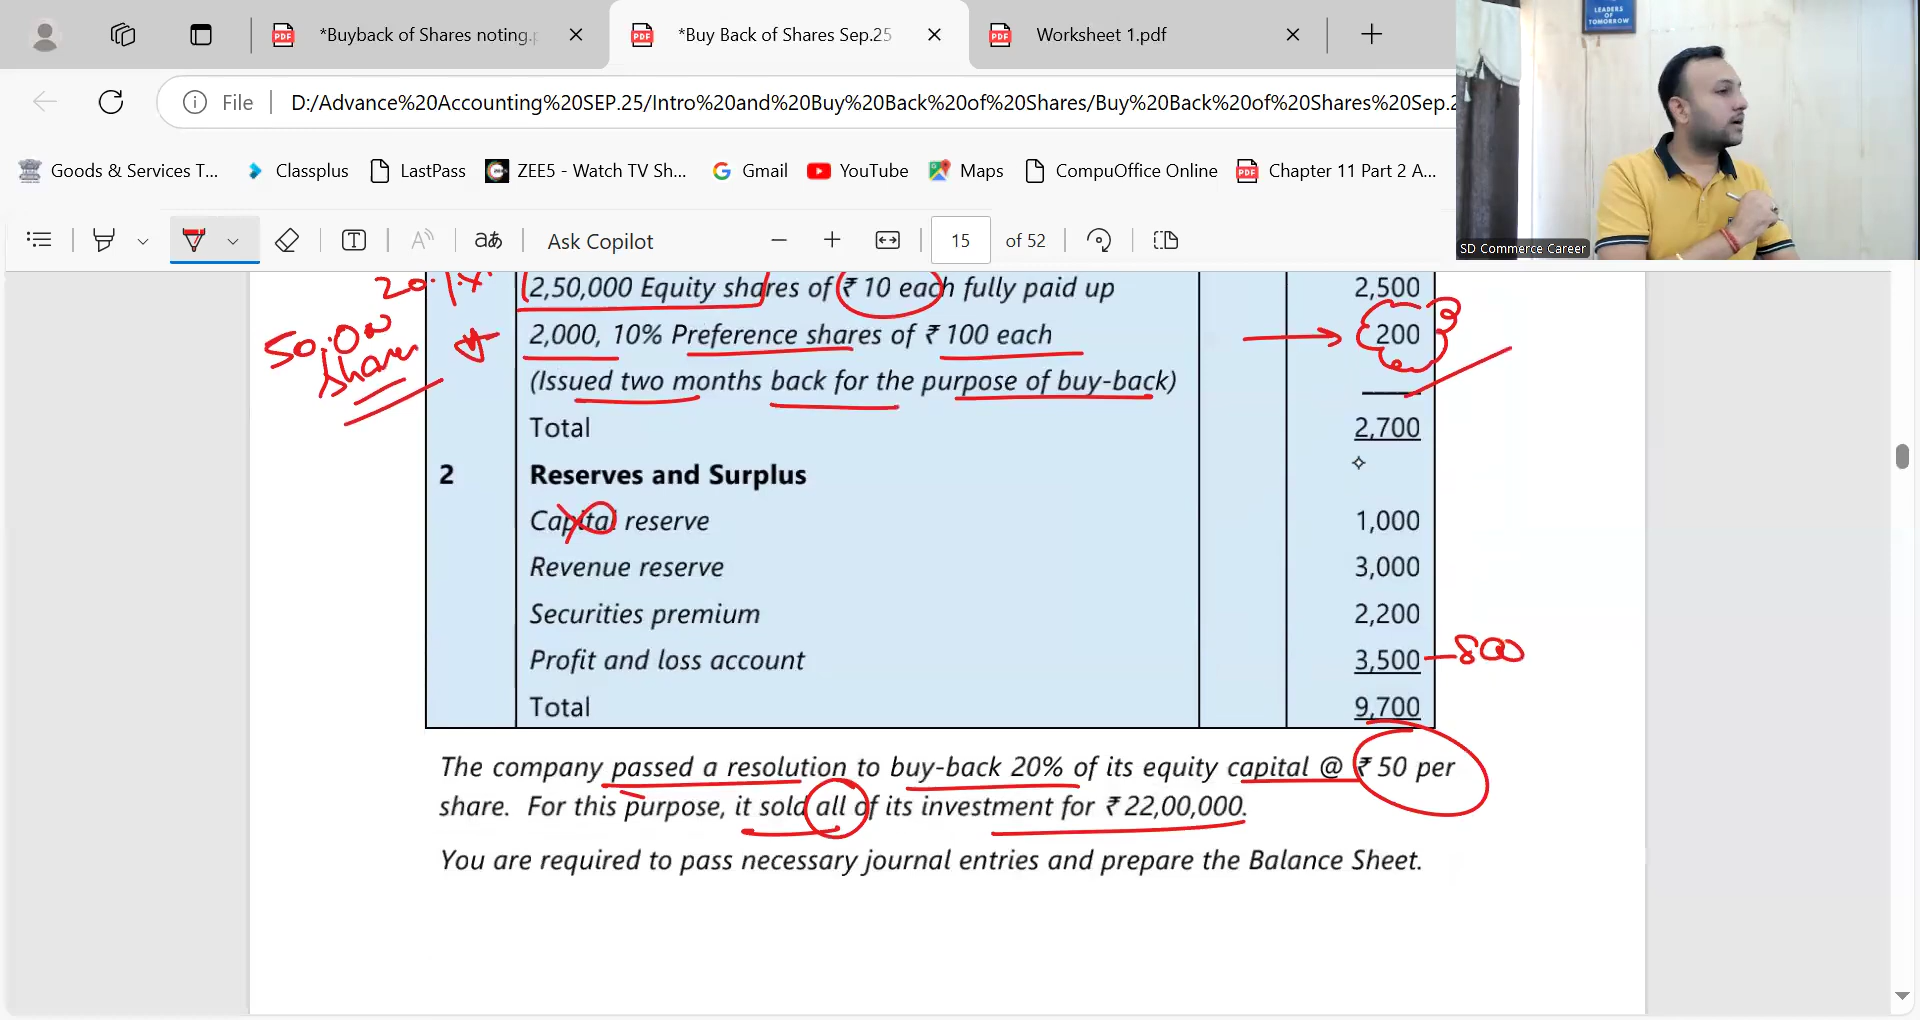 *Buyback of Shares noting.p
*Buy Back of Shares Sep.25
Worksheet 1.pdf
LEADERS
OF
TOMORROW
File
D:/Advance%20Accounting%20SEP.25/Intro%20and%20Buy%20Back%20of%20Shares/Buy%20Back%20of%20Shares%20Sep.2
Goods & Services T...
Classplus
LastPass
ZEE5 - Watch TV Sh...
Gmail
YouTube
Maps
CompuOffice Online
Chapter 11 Part 2 A...
Ask Copilot
15
of 52
SD Commerce Career
2,50,000 Equity shares of ₹ 10 each fully paid up 2,500
2,000, 10% Preference shares of ₹ 100 each 200
50,000
shares
(Issued two months back for the purpose of buy-back)
Total 2,700
2 Reserves and Surplus
Capital reserve 1,000
Revenue reserve 3,000
Securities premium 2,200
Profit and loss account 3,500 800
Total 9,700
The company passed a resolution to buy-back 20% of its equity capital @ ₹ 50 per
share. For this purpose, it sold all of its investment for ₹ 22,00,000.
You are required to pass necessary journal entries and prepare the Balance Sheet.